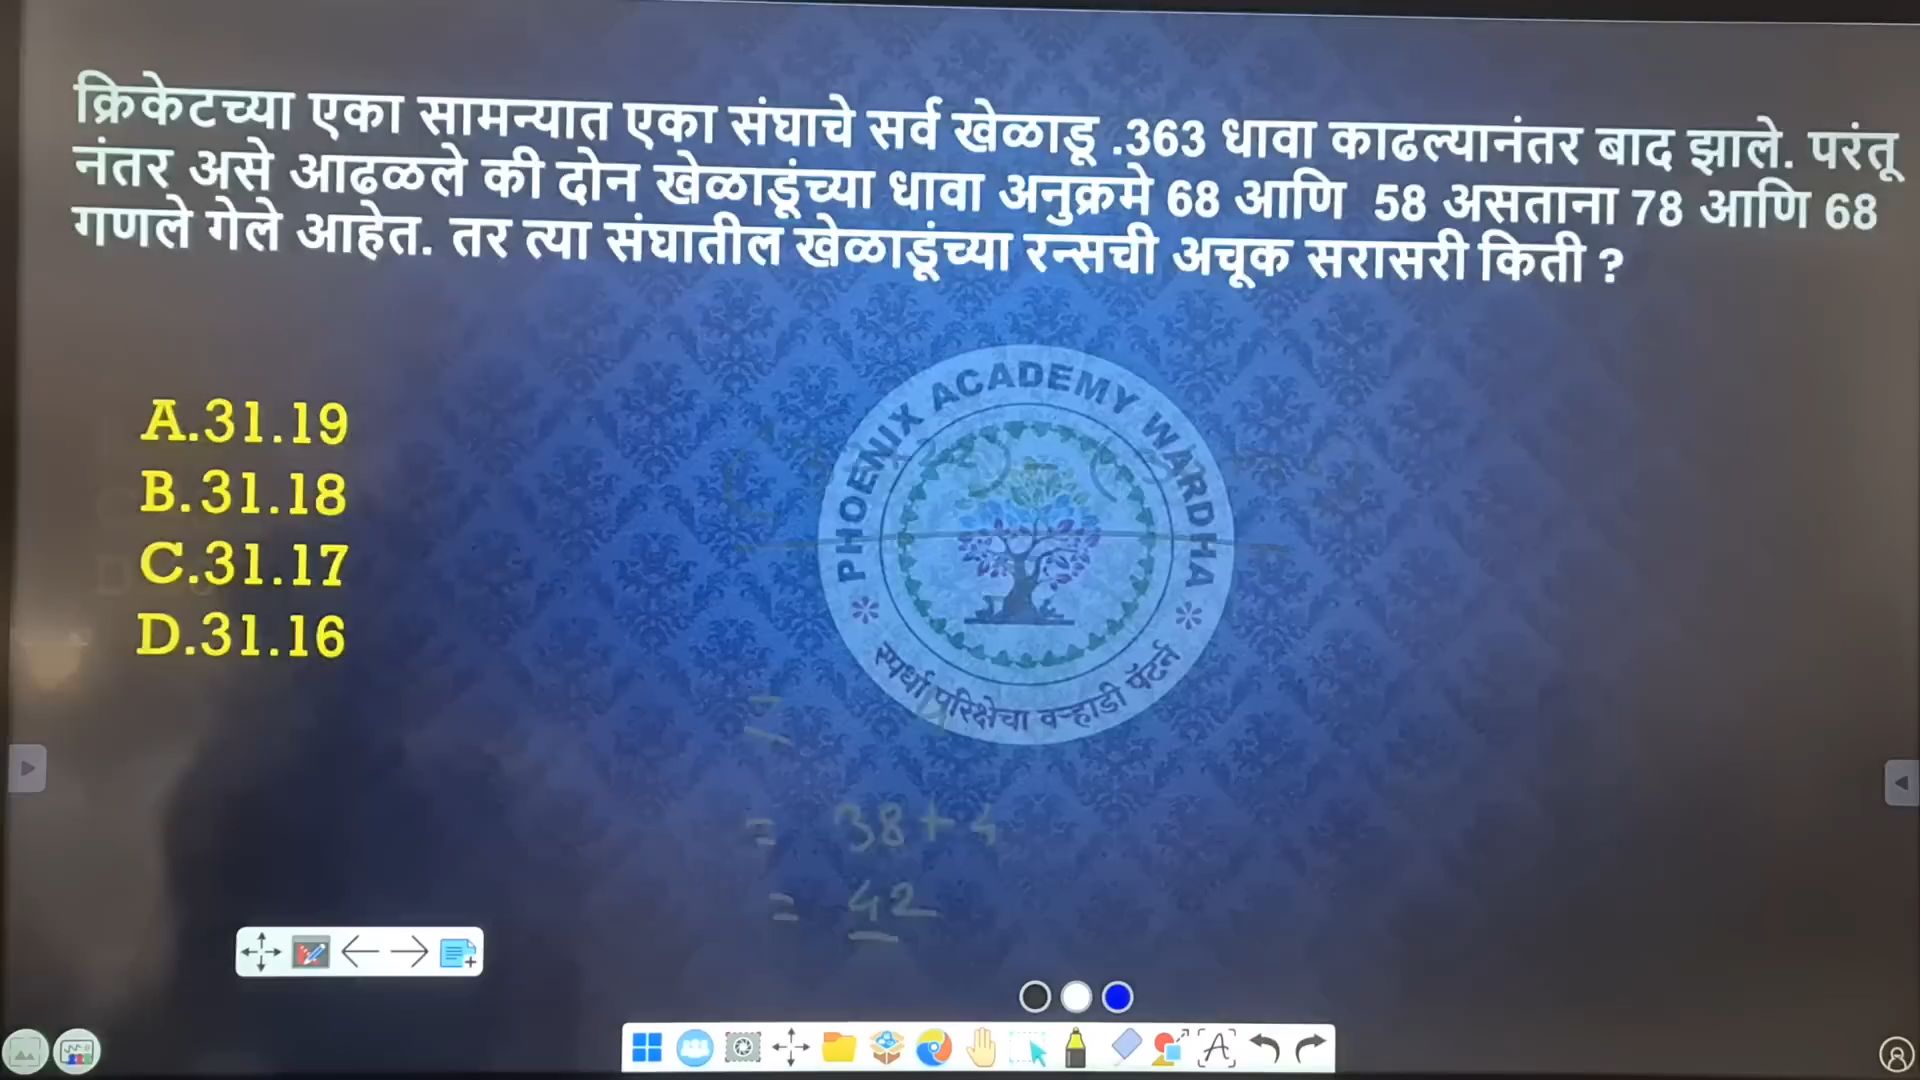 क्रिकेटच्या एका सामन्यात एका संघाचे सर्व खेळाडू .363 धावा काढल्यानंतर बाद झाले. परंतू
नंतर असे आढळले की दोन खेळाडूंच्या धावा अनुक्रमे 68 आणि 58 असताना 78 आणि 68
गणले गेले आहेत. तर त्या संघातील खेळाडूंच्या रन्सची अचूक सरासरी किती ?
A.31.19
B.31.18
C.31.17
D.31.16
PHOENIX ACADEMY WARDHA
स्पर्धा परिक्षेचा वऱ्हाडी पॅटर्न
= 38+4
= 42